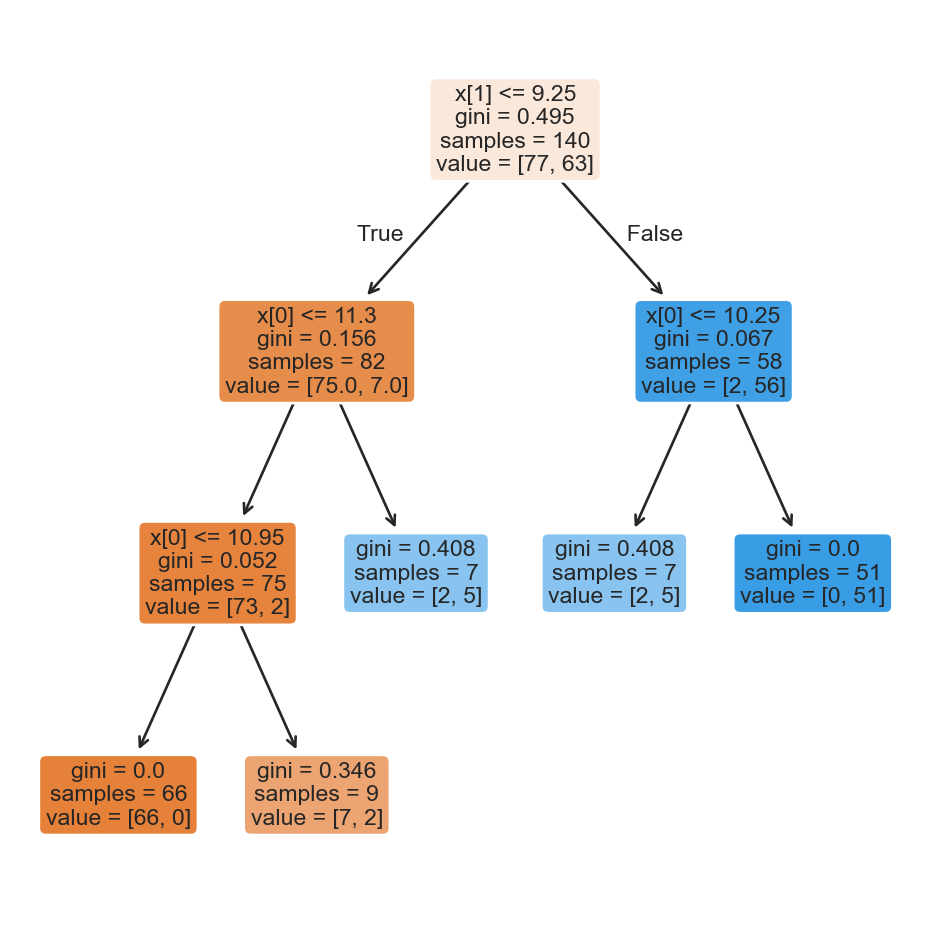 x[1] <= 9.25
gini = 0.495
samples = 140
value = [77, 63]
True
False
x[0] <= 11.3
gini = 0.156
samples = 82
value = [75.0, 7.0]
x[0] <= 10.25
gini = 0.067
samples = 58
value = [2, 56]
x[0] <= 10.95
gini = 0.052
samples = 75
value = [73, 2]
gini = 0.408
samples = 7
value = [2, 5]
gini = 0.408
samples = 7
value = [2, 5]
gini = 0.0
samples = 51
value = [0, 51]
gini = 0.0
samples = 66
value = [66, 0]
gini = 0.346
samples = 9
value = [7, 2]